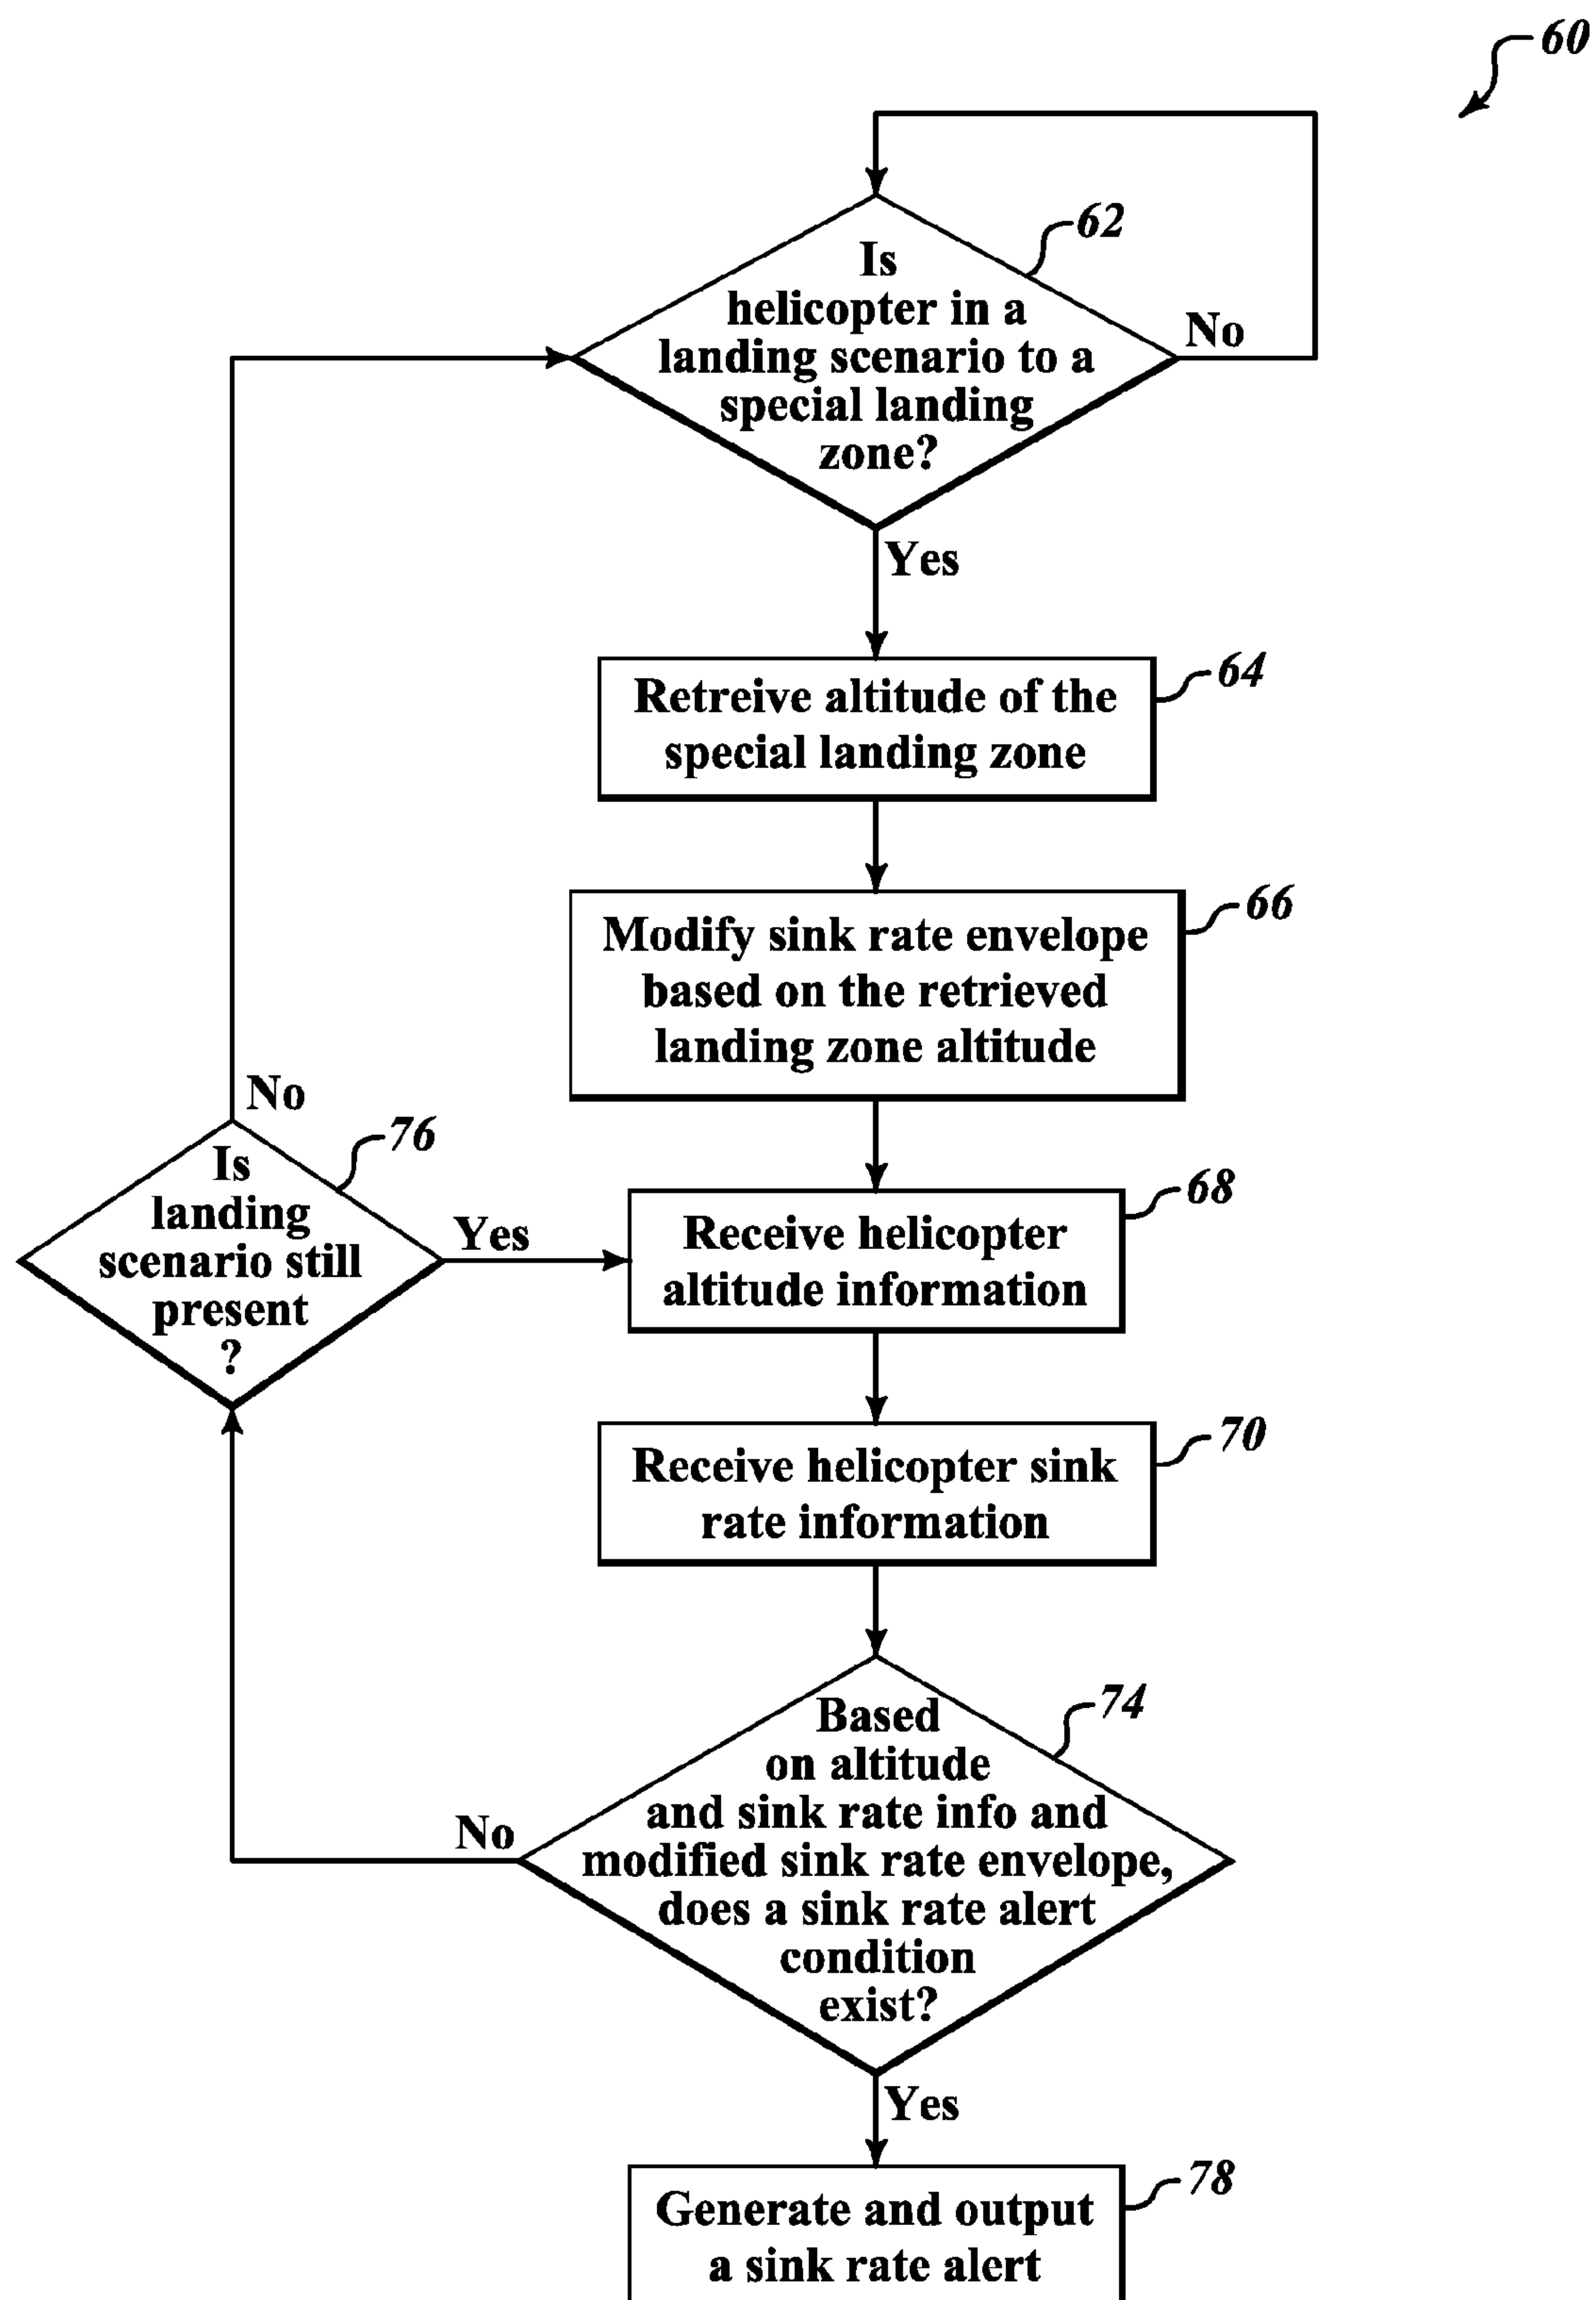 60
62
Is
helicopter in a
landing scenario to a
special landing
zone?
No
Yes
64
Retreive altitude of the
special landing zone
66
Modify sink rate envelope
based on the retrieved
landing zone altitude
No
76
Is
landing
scenario still
present
?
Yes
68
Receive helicopter
altitude information
70
Receive helicopter sink
rate information
74
Based
on altitude
and sink rate info and
modified sink rate envelope,
does a sink rate alert
condition
exist?
No
Yes
78
Generate and output
a sink rate alert